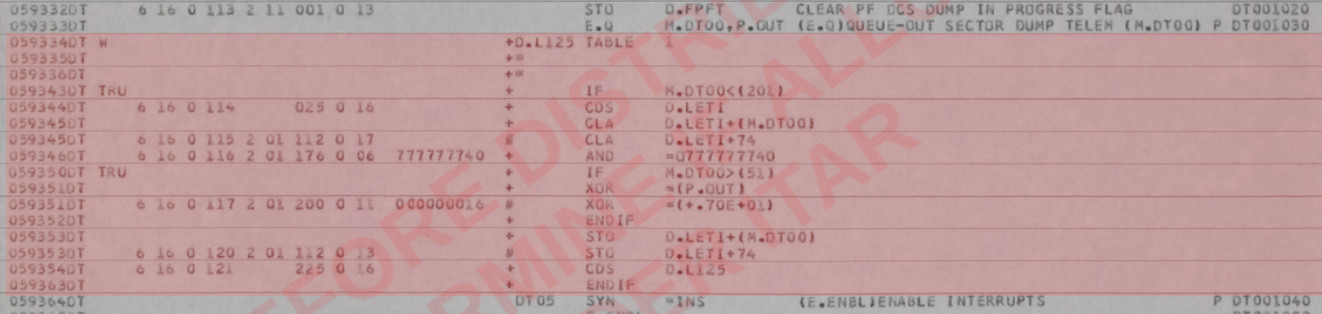 059332DT 6 16 0 113 2 11 001 0 13 STO D.FPFT CLEAR PF DCS DUMP IN PROGRESS FLAG DT001020
059333DT E.Q M.DT00,P.OUT (E.Q)QUEUE-OUT SECTOR DUMP TELEM (M.DT00) P DT001030
059334DT W +D.L125 TABLE 1
059335DT +*
059336DT +*
059343DT TRU + IF M.DT00<(201)
059344DT 6 16 0 114 025 0 16 + CDS D.LETI
059345DT + CLA D.LETI+(M.DT00)
059345DT 6 16 0 115 2 01 112 0 17 # CLA D.LETI+74
059346DT 6 16 0 116 2 01 176 0 06 777777740 + AND =O777777740
059350DT TRU + IF M.DT00>(51)
059351DT + XOR =(P.OUT)
059351DT 6 16 0 117 2 01 200 0 11 000000016 # XOR =(+.70E+01)
059352DT + ENDIF
059353DT + STO D.LETI+(M.DT00)
059353DT 6 16 0 120 2 01 112 0 13 # STO D.LETI+74
059354DT 6 16 0 121 225 0 16 + CDS D.L125
059363DT + ENDIF
059364DT DT05 SYN *INS (E.ENBL)ENABLE INTERRUPTS P DT001040